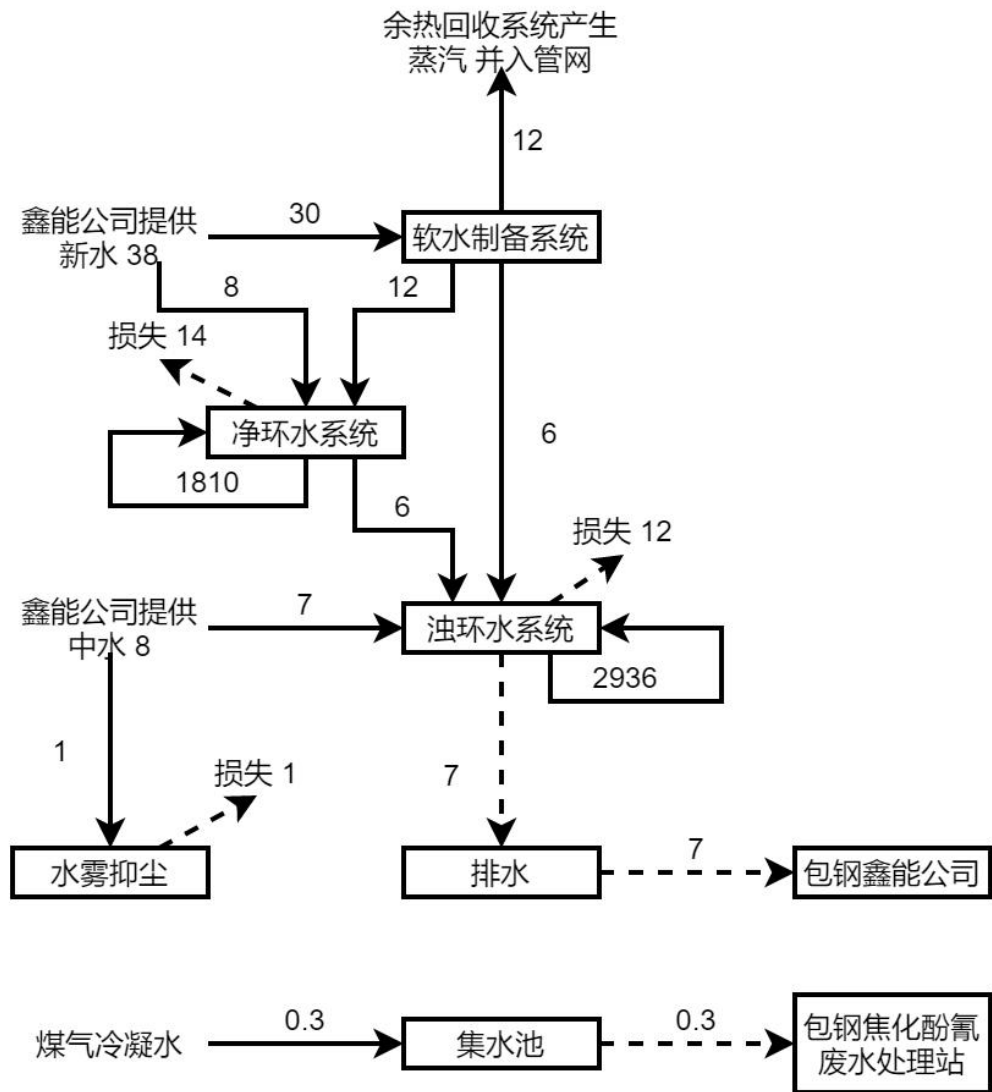 余热回收系统产生
蒸汽 并入管网
12
鑫能公司提供
新水 38
30
软水制备系统
8
12
损失 14
净环水系统
1810
6
6
损失 12
鑫能公司提供
中水 8
7
浊环水系统
2936
1
损失 1
7
水雾抑尘
排水
7
包钢鑫能公司
煤气冷凝水
0.3
集水池
0.3
包钢焦化酚氰
废水处理站